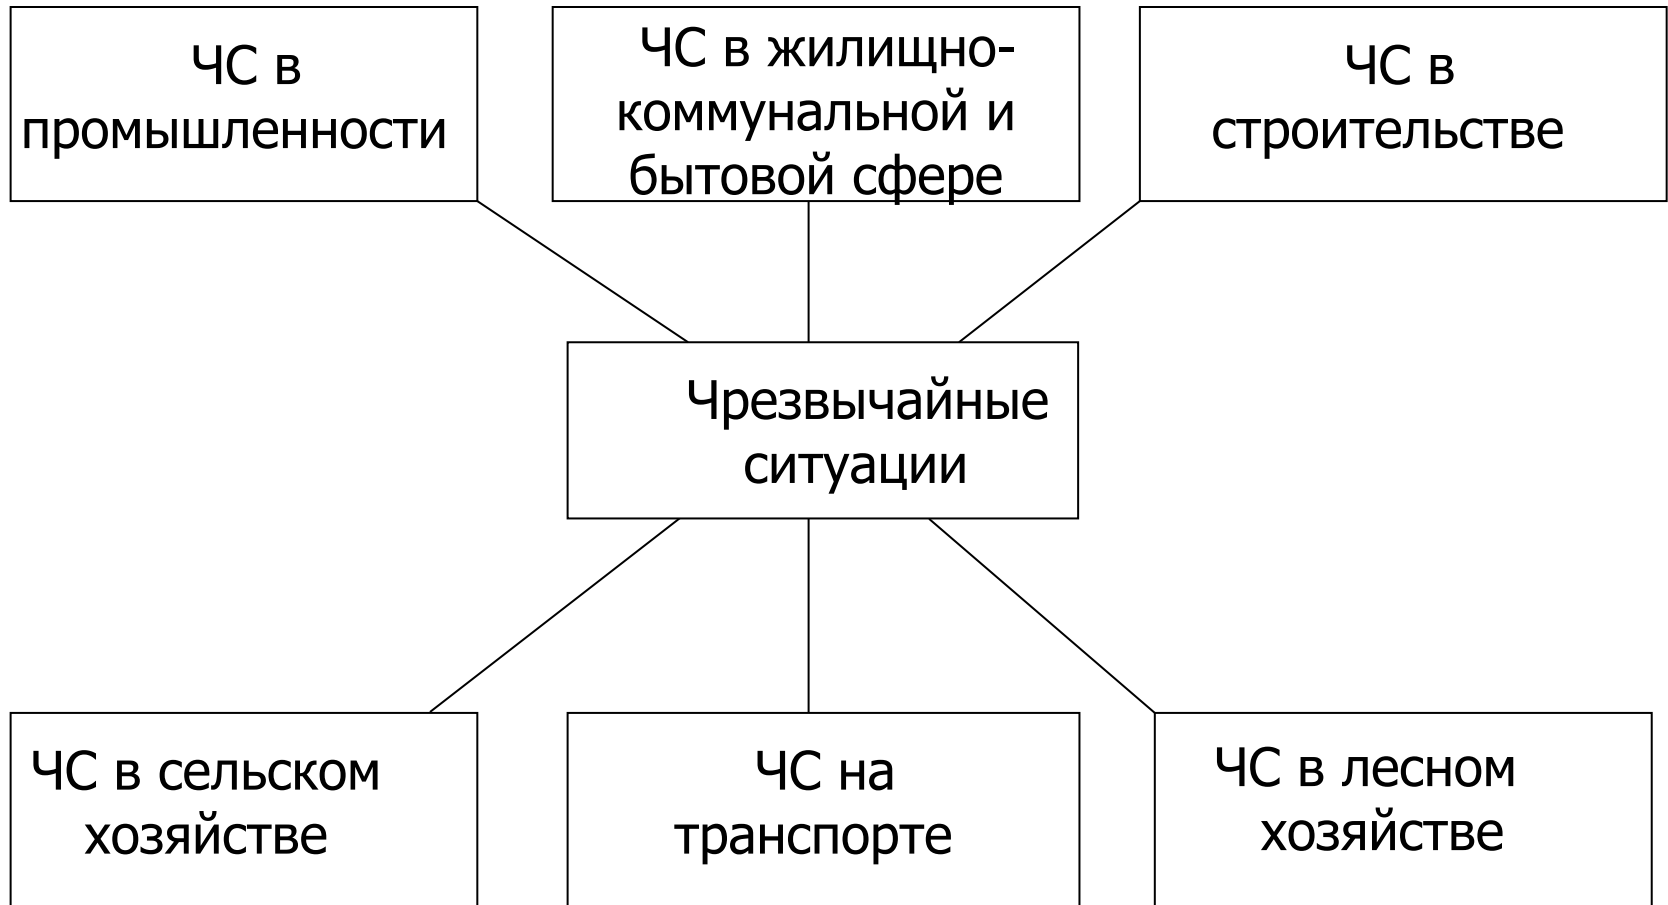 ЧС в
промышленности
ЧС в жилищно-
коммунальной и
бытовой сфере
ЧС в
строительстве
Чрезвычайные
ситуации
ЧС в сельском
хозяйстве
ЧС на
транспорте
ЧС в лесном
хозяйстве